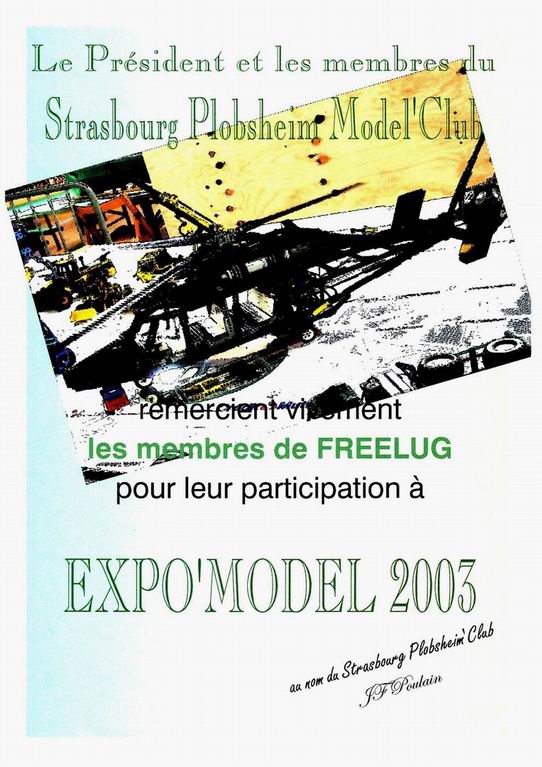 Le Président et les membres du
Strasbourg Plobsheim Model'Club
remercient vivement
les membres de FREELUG
pour leur participation à
EXPO'MODEL 2003
au nom du Strasbourg Plobsheim'Club
JF Poulain